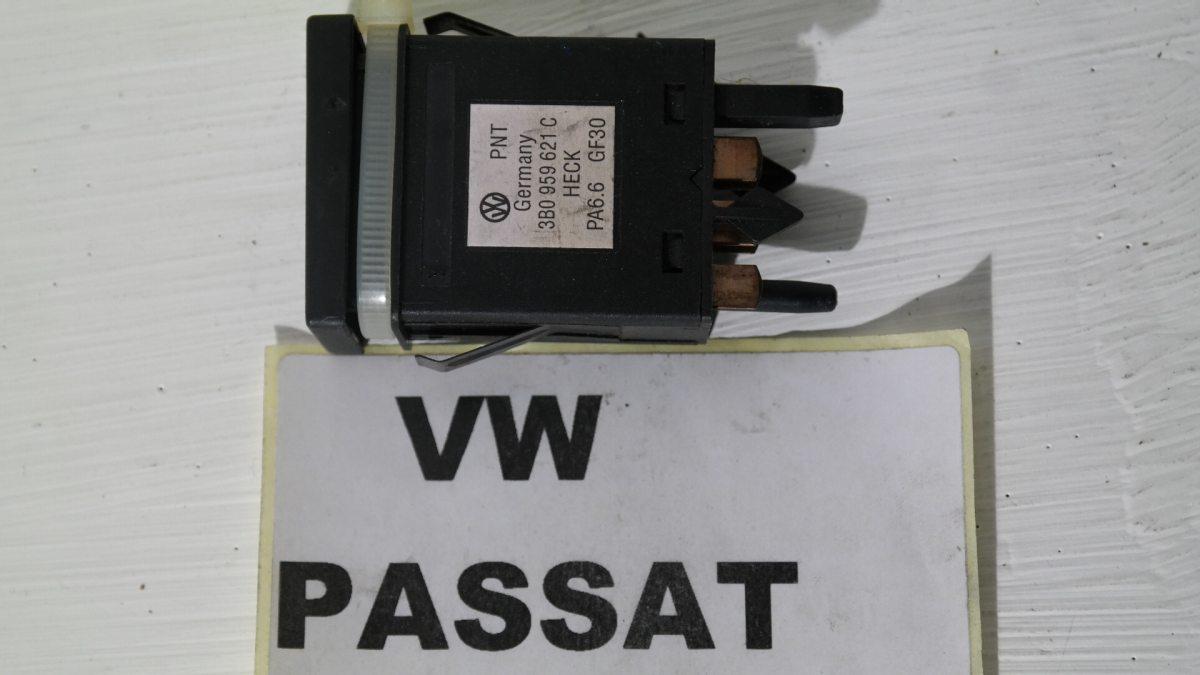 PNT
Germany
3B0 959 621 C
HECK
PA6.6 GF30
VW
PASSAT